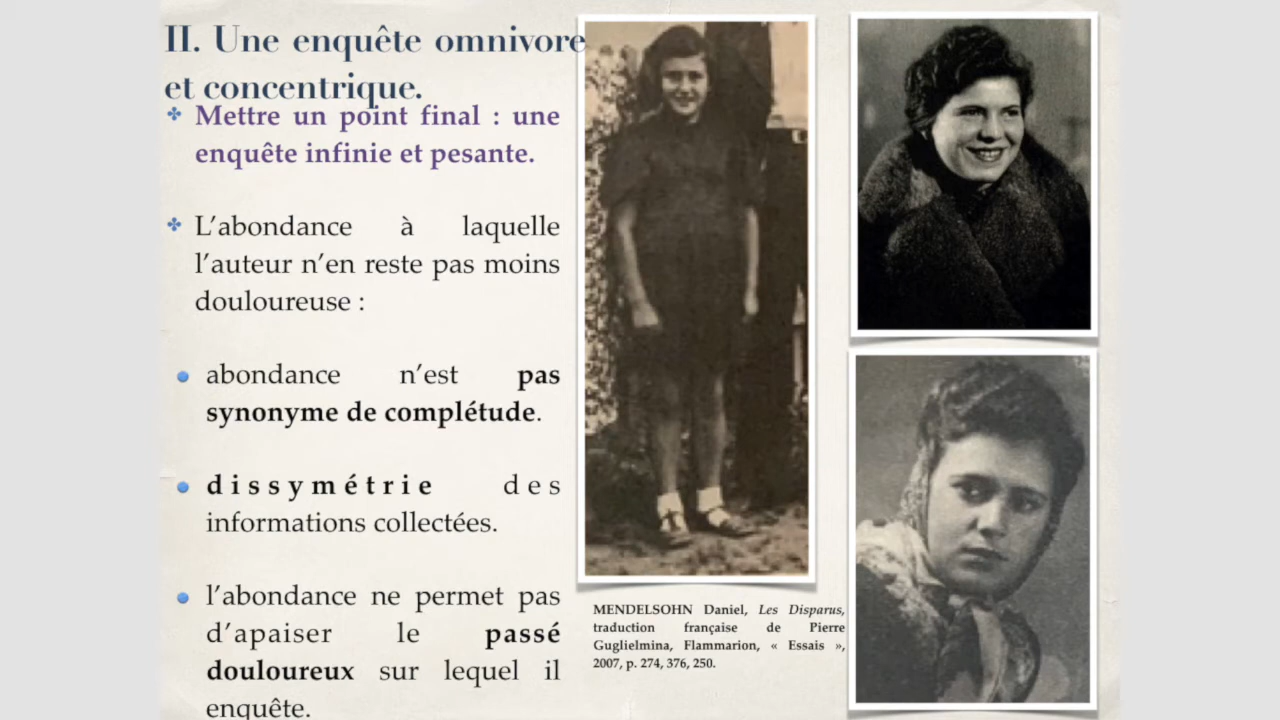 II. Une enquête omnivore
et concentrique.
Mettre un point final : une
enquête infinie et pesante.
L’abondance à laquelle
l’auteur n’en reste pas moins
douloureuse :
abondance n’est pas
synonyme de complétude.
dissymétrie des
informations collectées.
l’abondance ne permet pas
d’apaiser le passé
douloureux sur lequel il
enquête.
MENDELSOHN Daniel, Les Disparus,
traduction française de Pierre
Guglielmina, Flammarion, « Essais »,
2007, p. 274, 376, 250.